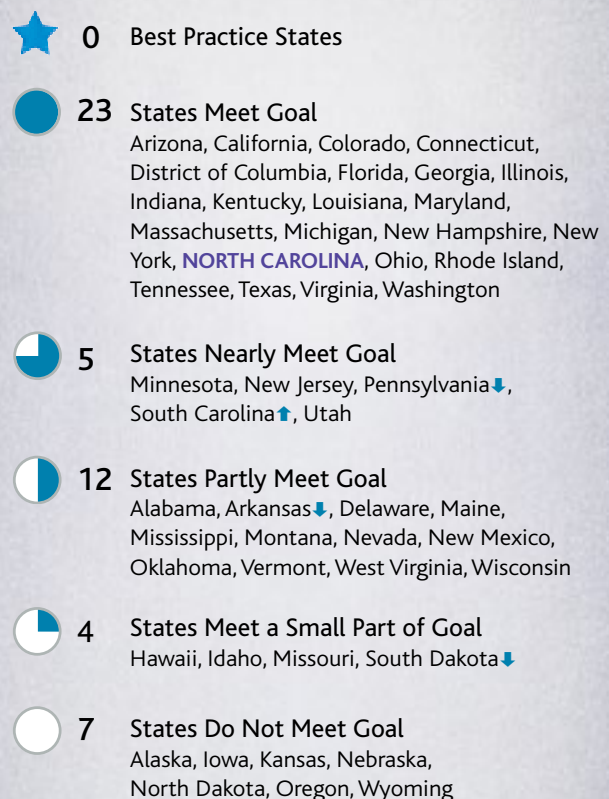 0 Best Practice States
23 States Meet Goal
Arizona, California, Colorado, Connecticut,
District of Columbia, Florida, Georgia, Illinois,
Indiana, Kentucky, Louisiana, Maryland,
Massachusetts, Michigan, New Hampshire, New
York, NORTH CAROLINA, Ohio, Rhode Island,
Tennessee, Texas, Virginia, Washington
5 States Nearly Meet Goal
Minnesota, New Jersey, Pennsylvania⬇,
South Carolina⬆, Utah
12 States Partly Meet Goal
Alabama, Arkansas⬇, Delaware, Maine,
Mississippi, Montana, Nevada, New Mexico,
Oklahoma, Vermont, West Virginia, Wisconsin
4 States Meet a Small Part of Goal
Hawaii, Idaho, Missouri, South Dakota⬇
7 States Do Not Meet Goal
Alaska, Iowa, Kansas, Nebraska,
North Dakota, Oregon, Wyoming